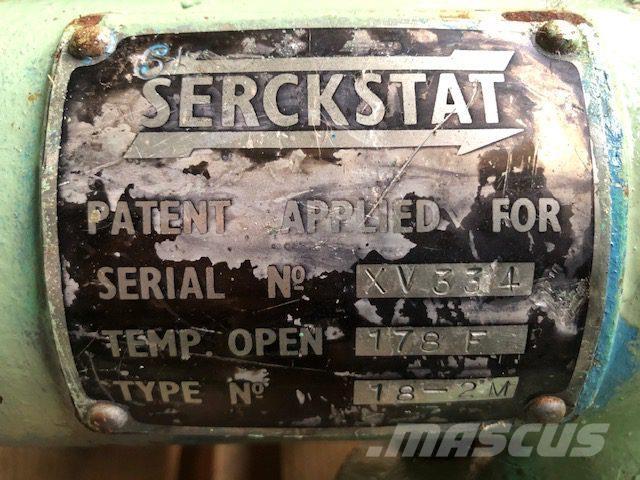 SERCKSTAT
PATENT APPLIED FOR
SERIAL Nº XV334
TEMP. OPEN 178 F
TYPE Nº 18-2M
MASCUS